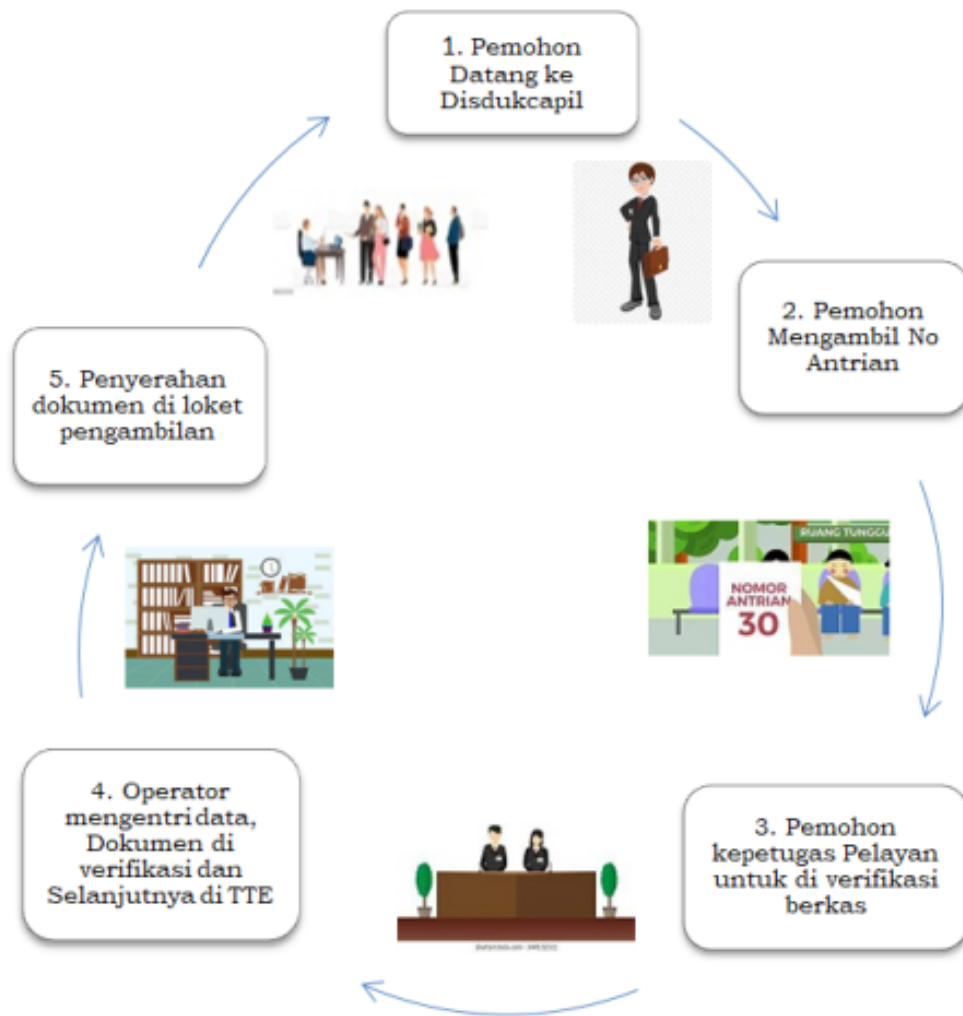 1. Pemohon
Datang ke
Disdukcapil
2. Pemohon
Mengambil No
Antrian
RUANG TUNGGU
NOMOR
ANTRIAN
30
3. Pemohon
kepetugas Pelayan
untuk di verifikasi
berkas
4. Operator
mengentri data,
Dokumen di
verifikasi dan
Selanjutnya di TTE
5. Penyerahan
dokumen di loket
pengambilan